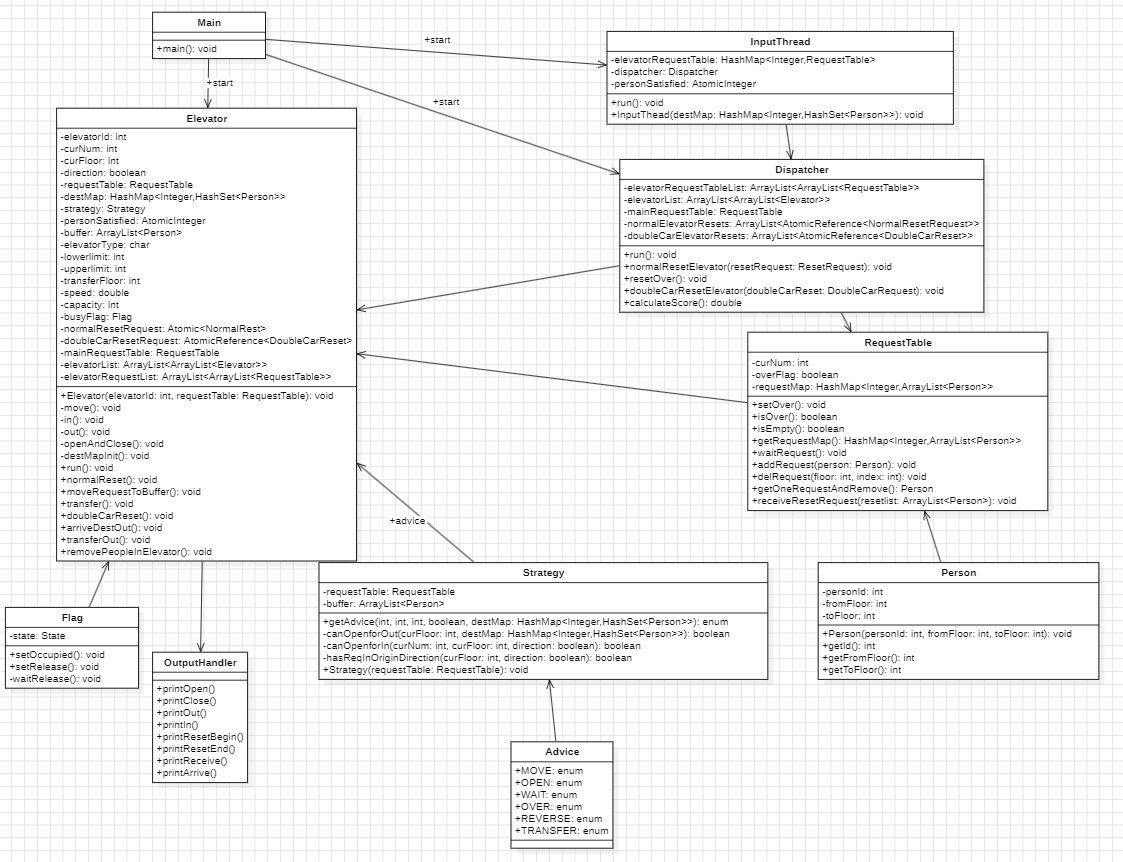 Main
+main(): void
+start
+start
+start
InputThread
-elevatorRequestTable: HashMap<Integer,RequestTable>
-dispatcher: Dispatcher
-personSatisfied: AtomicInteger
+run(): void
+InputThead(destMap: HashMap<Integer,HashSet<Person>>): void
Elevator
-elevatorId: int
-curNum: int
-curFloor: int
-direction: boolean
-requestTable: RequestTable
-destMap: HashMap<Integer,HashSet<Person>>
-strategy: Strategy
-personSatisfied: AtomicInteger
-buffer: ArrayList<Person>
-elevatorType: char
-lowerlimit: int
-upperlimit: int
-transferFloor: int
-speed: double
-capacity: int
-busyFlag: Flag
-normalResetRequest: Atomic<NormalRest>
-doubleCarResetRequest: AtomicReference<DoubleCarReset>
-mainRequestTable: RequestTable
-elevatorList: ArrayList<ArrayList<Elevator>>
-elevatorRequestList: ArrayList<ArrayList<RequestTable>>
+Elevator(elevatorId: int, requestTable: RequestTable): void
-move(): void
-in(): void
-out(): void
-openAndClose(): void
-destMapInit(): void
+run(): void
+normalReset(): void
+moveRequestToBuffer(): void
+transfer(): void
+doubleCarReset(): void
+arriveDestOut(): void
+transferOut(): void
+removePeopleInElevator(): void
Dispatcher
-elevatorRequestTableList: ArrayList<ArrayList<RequestTable>>
-elevatorList: ArrayList<ArrayList<Elevator>>
-mainRequestTable: RequestTable
-normalElevatorResets: ArrayList<AtomicReference<NormalResetRequest>>
-doubleCarElevatorResets: ArrayList<AtomicReference<DoubleCarReset>>
+run(): void
+normalResetElevator(resetRequest: ResetRequest): void
+resetOver(): void
+doubleCarResetElevator(doubleCarReset: DoubleCarRequest): void
+calculateScore(): double
RequestTable
-curNum: int
-overFlag: boolean
-requestMap: HashMap<Integer,ArrayList<Person>>
+setOver(): void
+isOver(): boolean
+isEmpty(): boolean
+getRequestMap(): HashMap<Integer,ArrayList<Person>>
+waitRequest(): void
+addRequest(person: Person): void
+delRequest(floor: int, index: int): void
+getOneRequestAndRemove(): Person
+receiveResetRequest(resetlist: ArrayList<Person>): void
+advice
Strategy
-requestTable: RequestTable
-buffer: ArrayList<Person>
+getAdvice(int, int, int, boolean, destMap: HashMap<Integer,HashSet<Person>>): enum
-canOpenforOut(curFloor: int, destMap: HashMap<Integer,HashSet<Person>>): boolean
-canOpenforIn(curNum: int, curFloor: int, direction: boolean): boolean
-hasReqInOriginDirection(curFloor: int, direction: boolean): boolean
+Strategy(requestTable: RequestTable): void
Person
-personId: int
-fromFloor: int
-toFloor: int
+Person(personId: int, fromFloor: int, toFloor: int): void
+getId(): int
+getFromFloor(): int
+getToFloor(): int
Flag
-state: State
+setOccupied(): void
+setRelease(): void
-waitRelease(): void
OutputHandler
+printOpen()
+printClose()
+printOut()
+printIn()
+printResetBegin()
+printResetEnd()
+printReceive()
+printArrive()
Advice
+MOVE: enum
+OPEN: enum
+WAIT: enum
+OVER: enum
+REVERSE: enum
+TRANSFER: enum